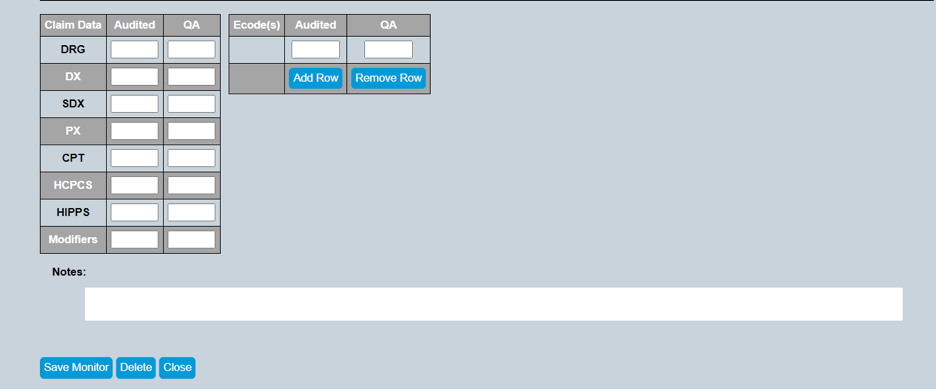 Claim Data Audited QA Ecode(s) Audited QA
DRG
DX Add Row Remove Row
SDX
PX
CPT
HCPCS
HIPPS
Modifiers
Notes:
Save Monitor Delete Close